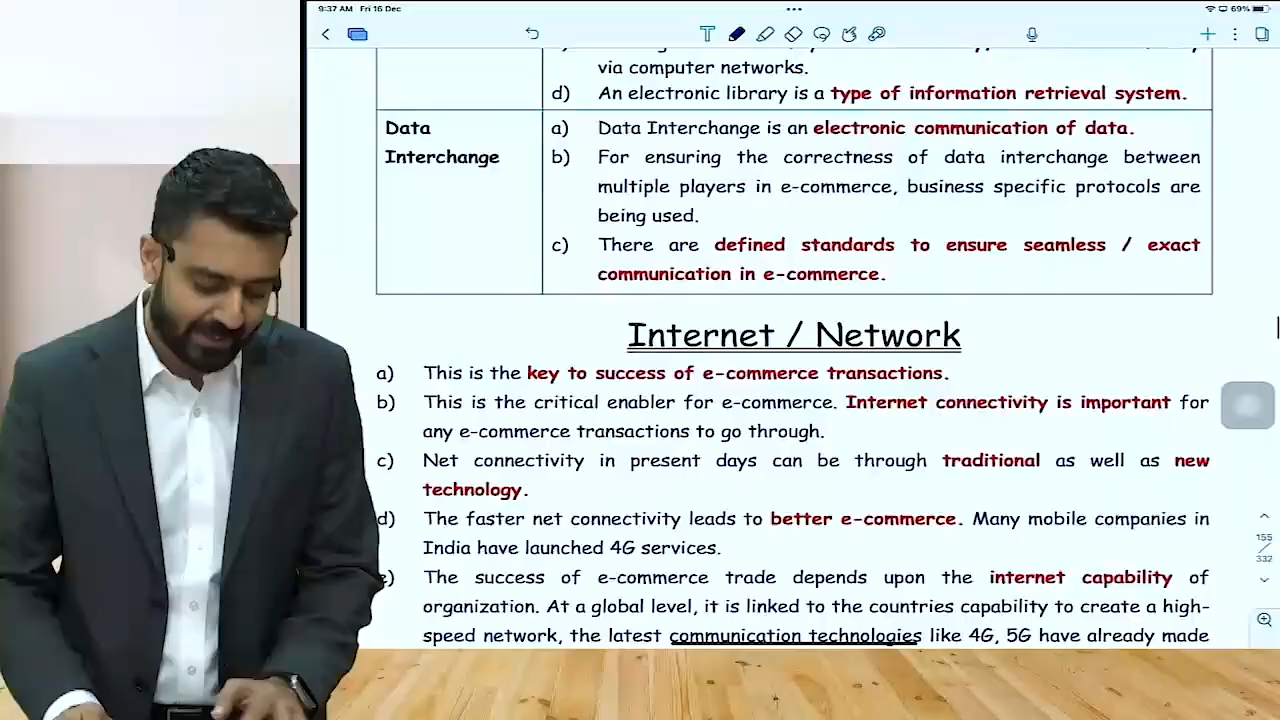 9:37 AM Fri 16 Dec
69%
via computer networks.
d) An electronic library is a type of information retrieval system.
Data Interchange
a) Data Interchange is an electronic communication of data.
b) For ensuring the correctness of data interchange between
multiple players in e-commerce, business specific protocols are
being used.
c) There are defined standards to ensure seamless / exact
communication in e-commerce.
Internet / Network
a) This is the key to success of e-commerce transactions.
b) This is the critical enabler for e-commerce. Internet connectivity is important for
any e-commerce transactions to go through.
c) Net connectivity in present days can be through traditional as well as new
technology.
d) The faster net connectivity leads to better e-commerce. Many mobile companies in
India have launched 4G services.
e) The success of e-commerce trade depends upon the internet capability of
organization. At a global level, it is linked to the countries capability to create a high-
speed network, the latest communication technologies like 4G, 5G have already made
155
332